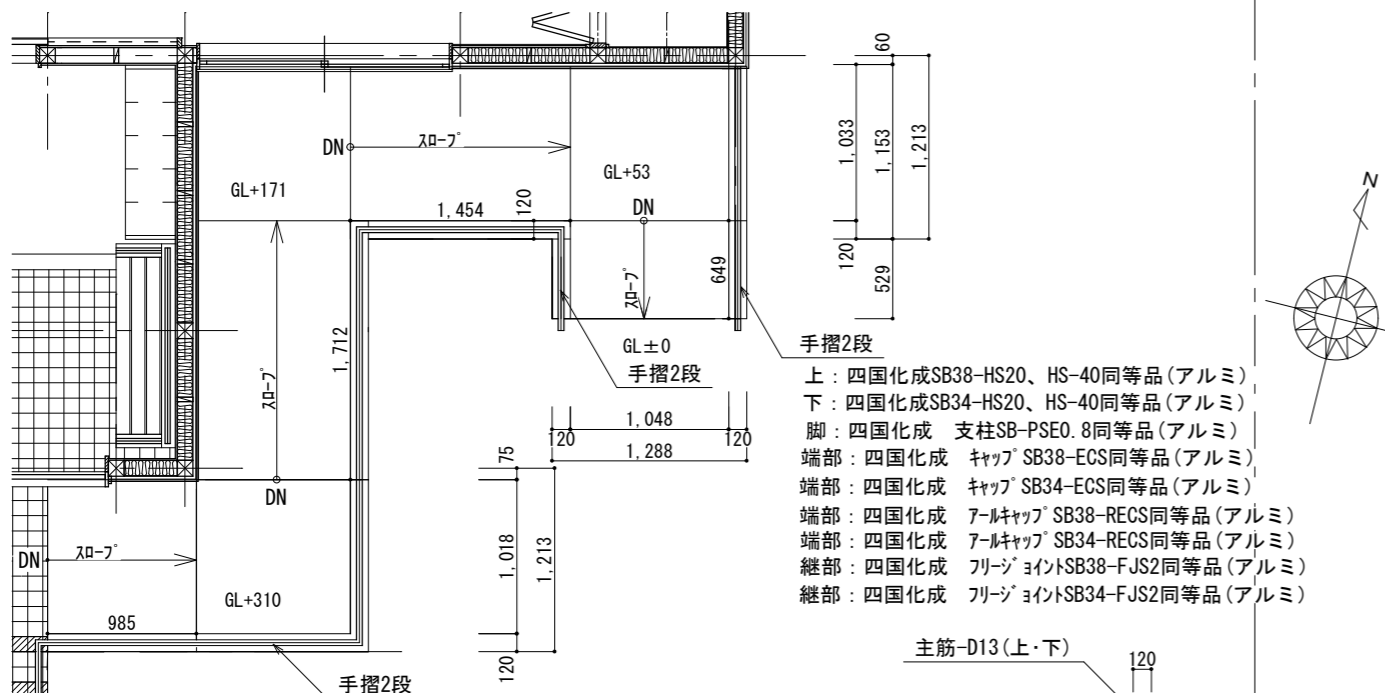 60
1,033
1,153
1,213
N
DN
スロープ
GL+53
GL+171
1,454
120
DN
スロープ
649
120
529
1,712
スロープ
GL±0
手摺2段
手摺2段
上：四国化成SB38-HS20、HS-40同等品(アルミ)
下：四国化成SB34-HS20、HS-40同等品(アルミ)
脚：四国化成　支柱SB-PSE0.8同等品(アルミ)
端部：四国化成　キャップSB38-ECS同等品(アルミ)
端部：四国化成　キャップSB34-ECS同等品(アルミ)
端部：四国化成　アールキャップSB38-RECS同等品(アルミ)
端部：四国化成　アールキャップSB34-RECS同等品(アルミ)
継部：四国化成　フリージョイントSB38-FJS2同等品(アルミ)
継部：四国化成　フリージョイントSB34-FJS2同等品(アルミ)
1,048
120
120
1,288
75
DN
1,018
1,213
DN
スロープ
GL+310
985
120
手摺2段
主筋-D13(上・下)
120